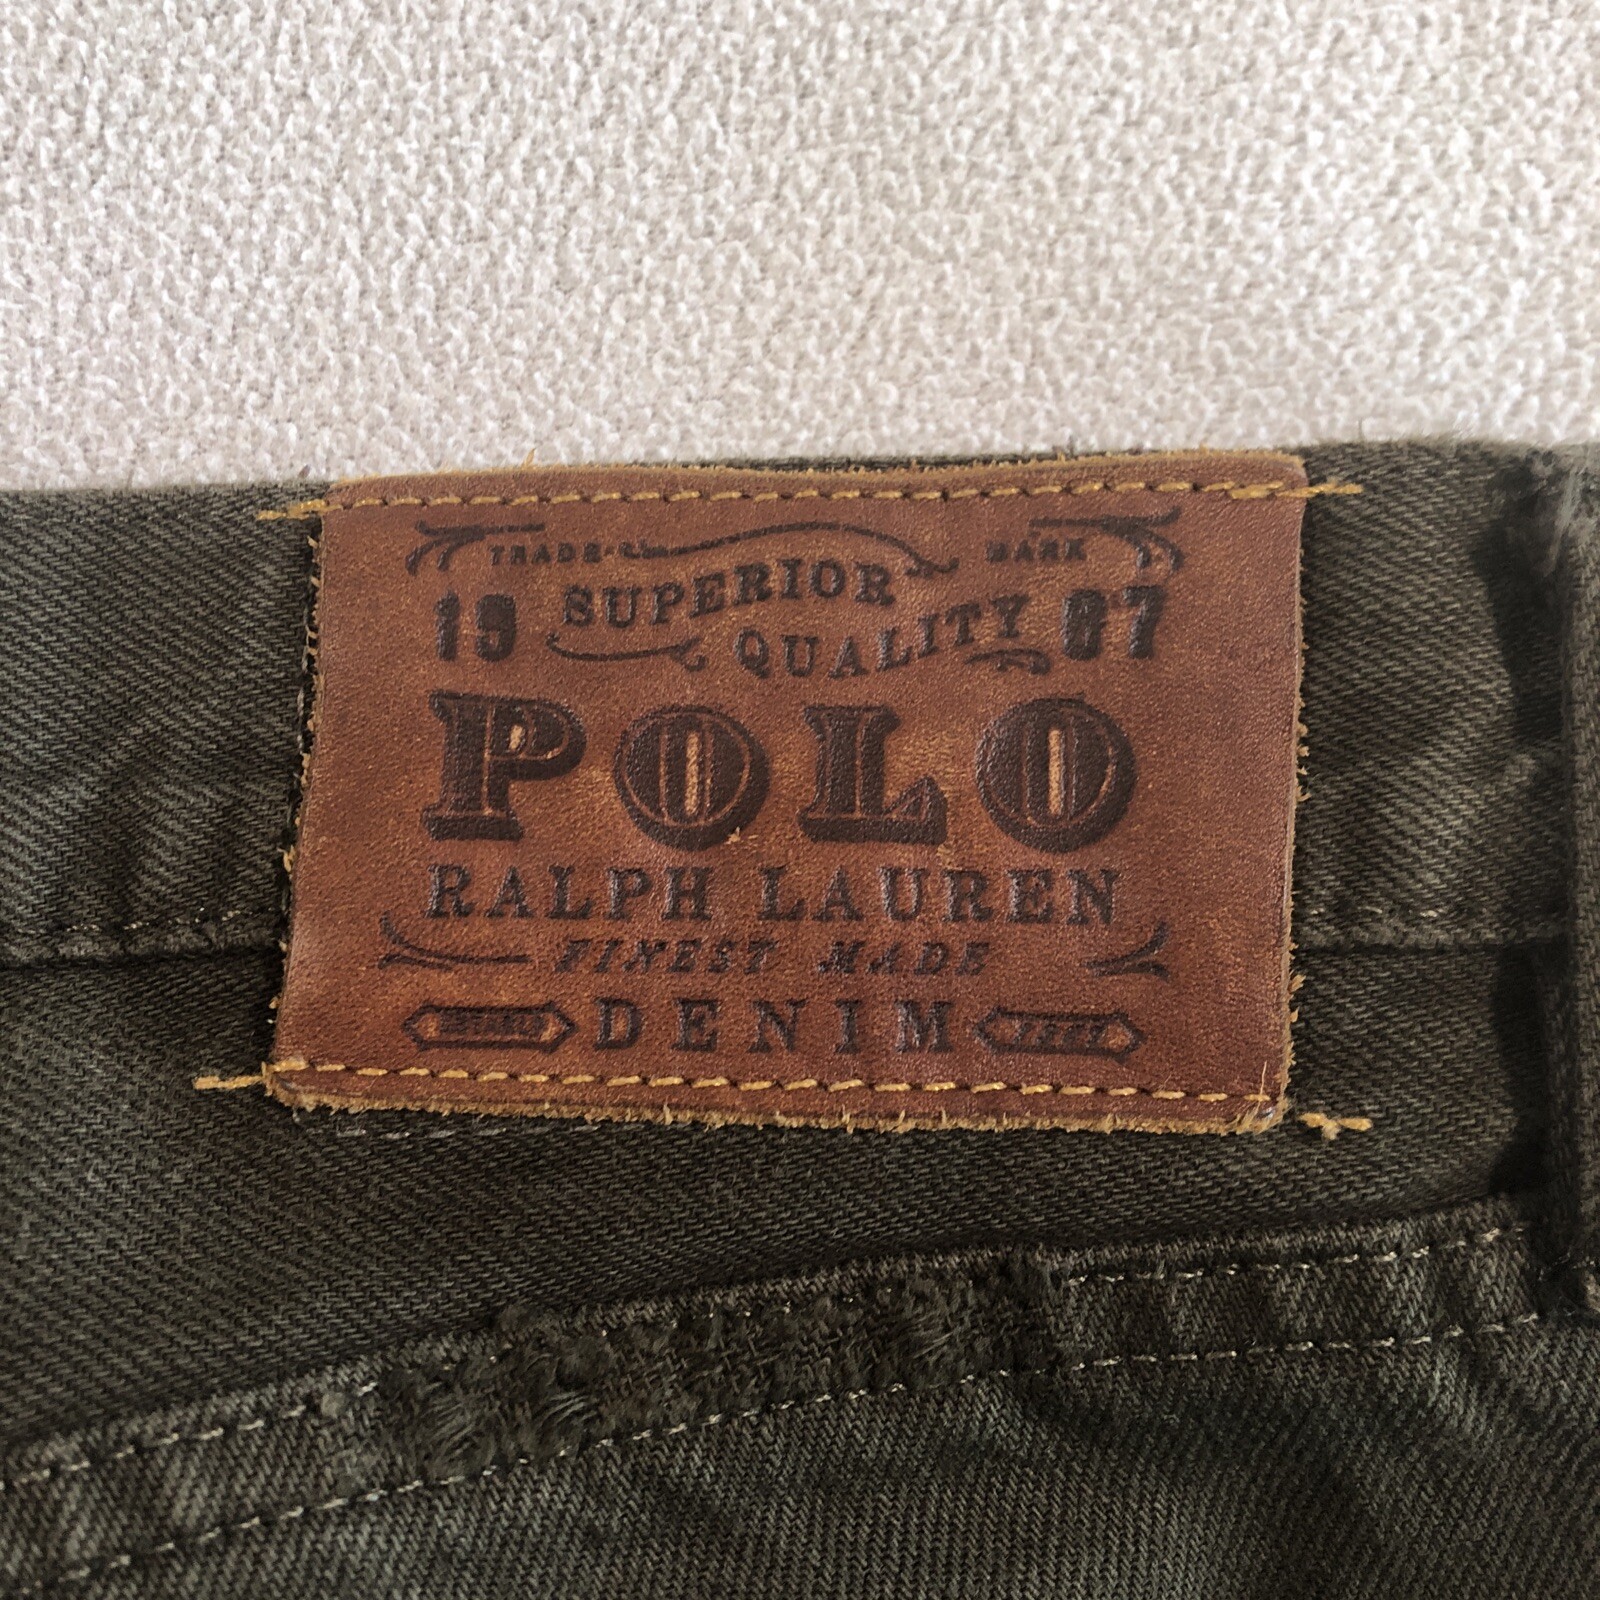 TRADE MARK
19 SUPERIOR QUALITY 67
POLO
RALPH LAUREN
FINEST MADE
DENIM